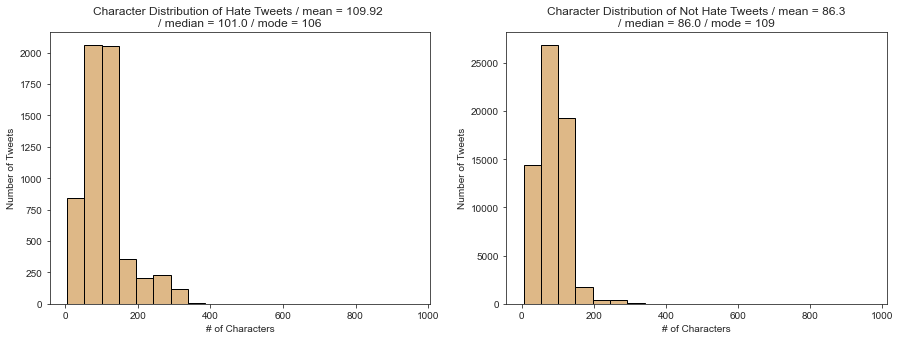 Character Distribution of Hate Tweets / mean = 109.92
/ median = 101.0 / mode = 106
2000
1750
1500
1250
1000
750
500
250
0
Number of Tweets
0 200 400 600 800 1000
# of Characters
Character Distribution of Not Hate Tweets / mean = 86.3
/ median = 86.0 / mode = 109
25000
20000
15000
10000
5000
0
Number of Tweets
0 200 400 600 800 1000
# of Characters